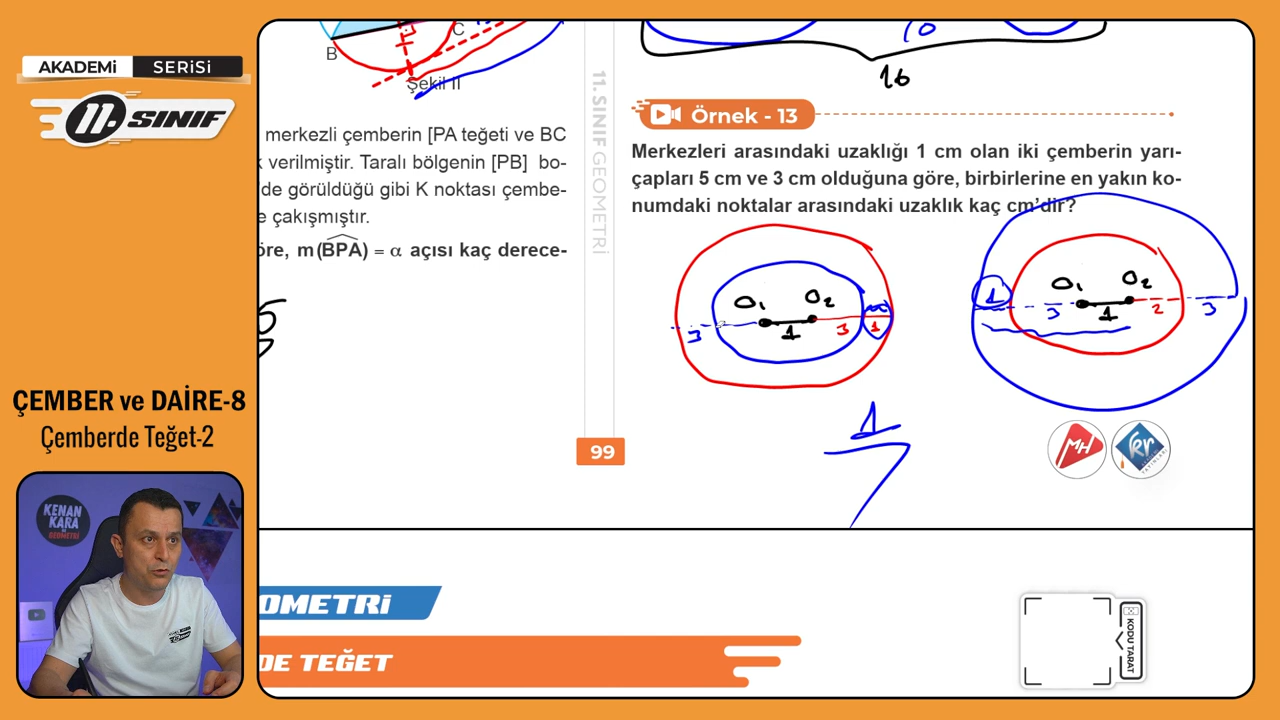 AKADEMİ SERİSİ
11. SINIF
ÇEMBER ve DAİRE-8
Çemberde Teğet-2
KENAN
KARA
GEOMETRİ
B
C
Şekil II
merkezli çemberin [PA teğeti ve BC
verilmiştir. Taralı bölgenin [PB] bo-
de görüldüğü gibi K noktası çembe-
e çakışmıştır.
öre, m(BPA) = α açısı kaç derece-
5
11. SINIF GEOMETRİ
99
10
16
Örnek - 13
Merkezleri arasındaki uzaklığı 1 cm olan iki çemberin yarı-
çapları 5 cm ve 3 cm olduğuna göre, birbirlerine en yakın ko-
numdaki noktalar arasındaki uzaklık kaç cm'dir?
O₁ O₂
3 1 3 1
O₁ O₂
1 3 1 2 3
1
MH
kr
OMETRİ
DE TEĞET
KODU TARAT